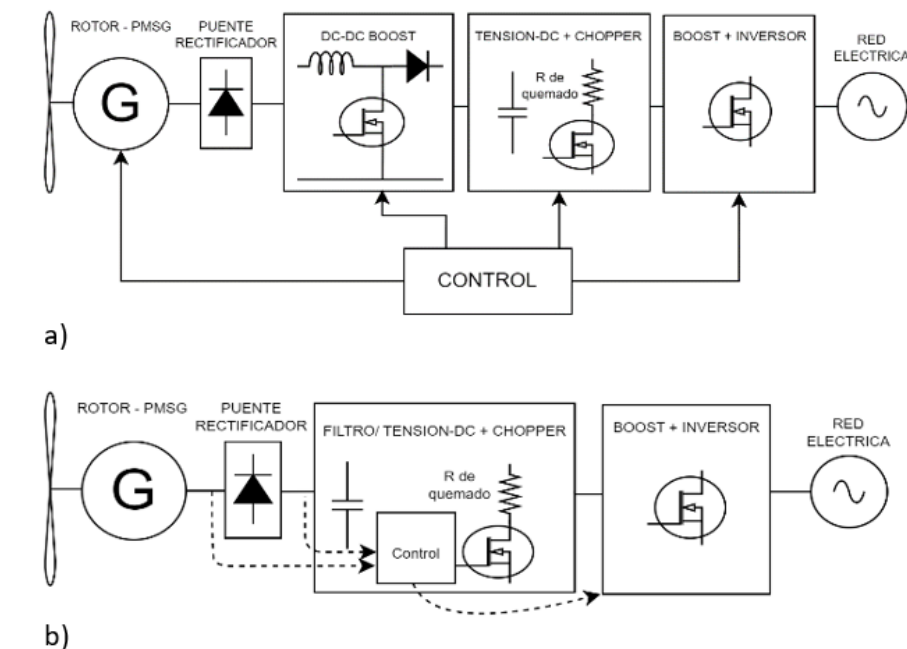 ROTOR - PMSG
PUENTE
RECTIFICADOR
DC-DC BOOST
TENSION-DC + CHOPPER
BOOST + INVERSOR
RED
ELECTRICA
G
R de
quemado
CONTROL
a)
ROTOR - PMSG
PUENTE
RECTIFICADOR
FILTRO/ TENSION-DC + CHOPPER
BOOST + INVERSOR
RED
ELECTRICA
G
R de
quemado
Control
b)